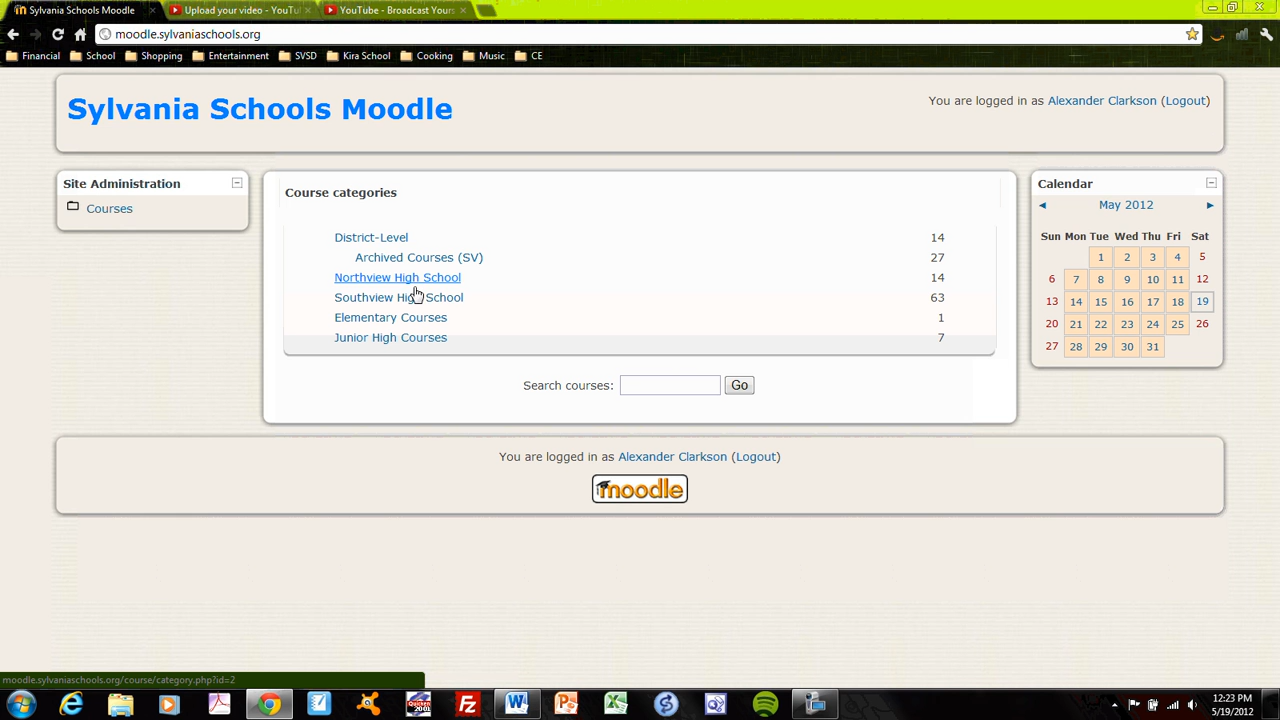 Sylvania Schools Moodle
Upload your video - YouTu
YouTube - Broadcast Yours
moodle.sylvaniaschools.org
Financial School Shopping Entertainment SVSD Kira School Cooking Music CE
Sylvania Schools Moodle
You are logged in as Alexander Clarkson (Logout)
Site Administration
Courses
Course categories
District-Level 14
Archived Courses (SV) 27
Northview High School 14
Southview High School 63
Elementary Courses 1
Junior High Courses 7
Search courses: Go
Calendar
◄ May 2012 ►
Sun Mon Tue Wed Thu Fri Sat
1 2 3 4 5
6 7 8 9 10 11 12
13 14 15 16 17 18 19
20 21 22 23 24 25 26
27 28 29 30 31
You are logged in as Alexander Clarkson (Logout)
moodle
moodle.sylvaniaschools.org/course/category.php?id=2
12:23 PM
5/19/2012